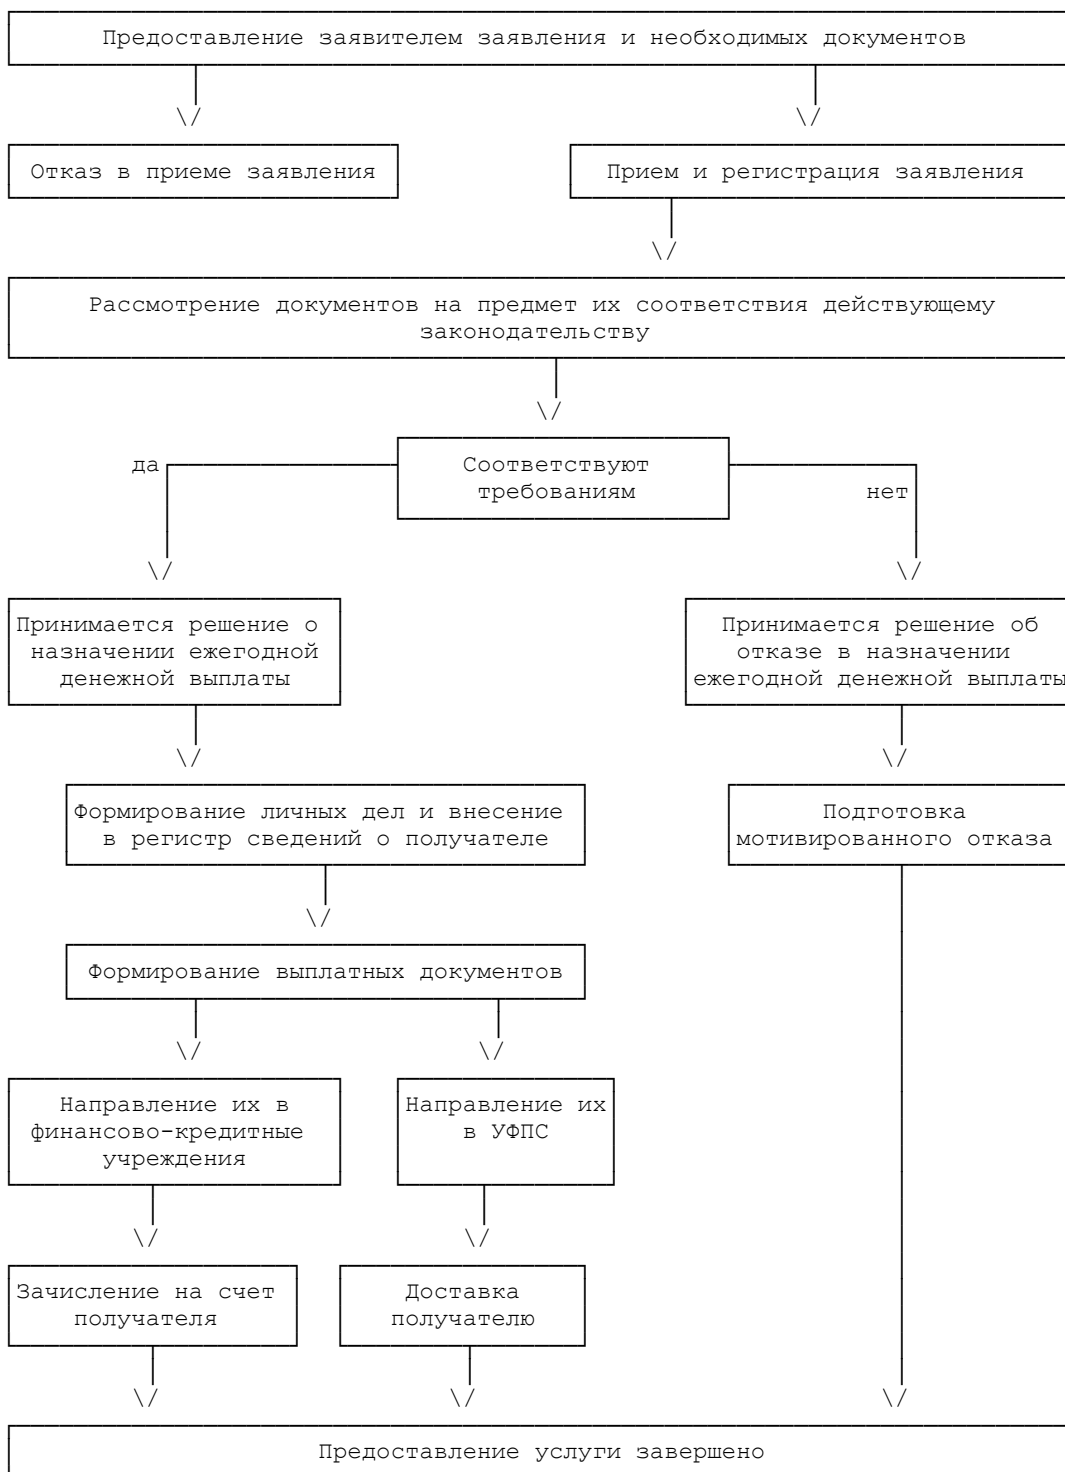 Предоставление заявителем заявления и необходимых документов
Отказ в приеме заявления
Прием и регистрация заявления
Рассмотрение документов на предмет их соответствия действующему
законодательству
да
Соответствуют
требованиям
нет
Принимается решение о
назначении ежегодной
денежной выплаты
Принимается решение об
отказе в назначении
ежегодной денежной выплаты
Формирование личных дел и внесение
в регистр сведений о получателе
Подготовка
мотивированного отказа
Формирование выплатных документов
Направление их в
финансово-кредитные
учреждения
Направление их
в УФПС
Зачисление на счет
получателя
Доставка
получателю
Предоставление услуги завершено